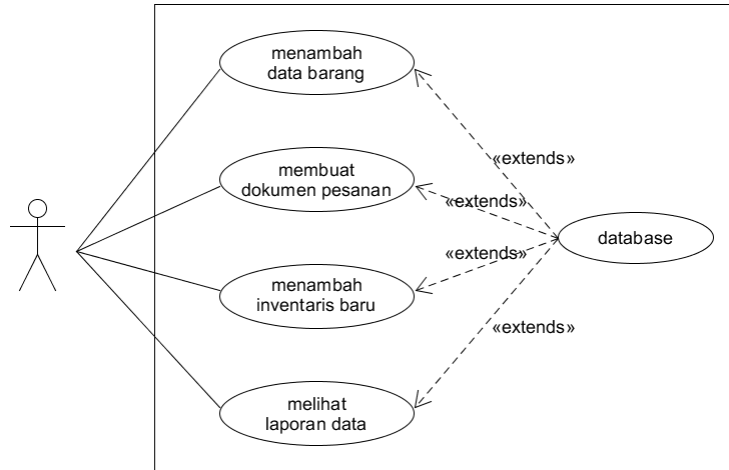 menambah
data barang
«extends»
membuat
dokumen pesanan
«extends»
database
menambah
inventaris baru
«extends»
«extends»
melihat
laporan data